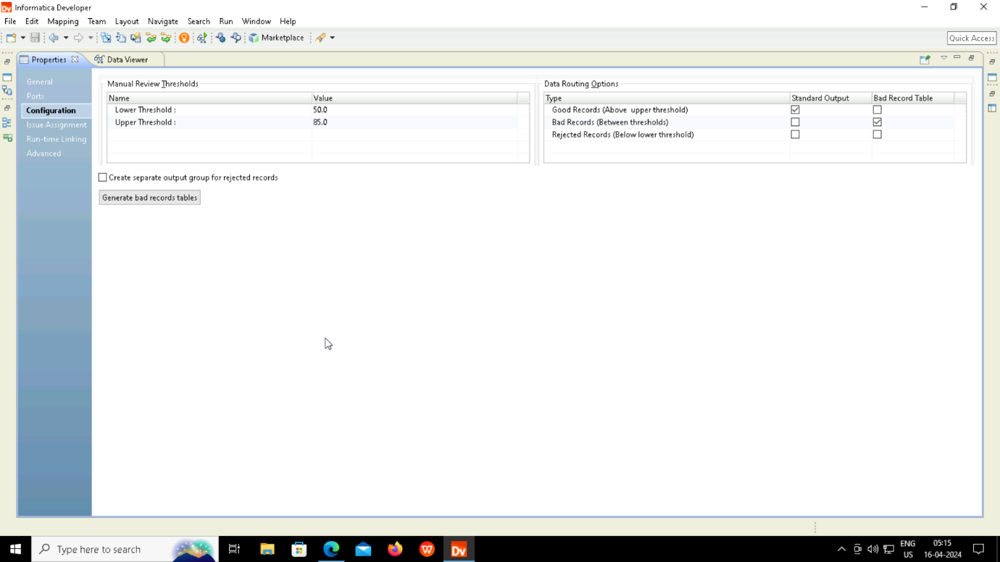 Dv Informatica Developer
File Edit Mapping Team Layout Navigate Search Run Window Help
Marketplace Quick Access
Properties Data Viewer
General
Ports
Configuration
Issue Assignment
Run-time Linking
Advanced
Manual Review Thresholds
Name Value
Lower Threshold : 50.0
Upper Threshold : 85.0
Data Routing Options
Type Standard Output Bad Record Table
Good Records (Above upper threshold)
Bad Records (Between thresholds)
Rejected Records (Below lower threshold)
Create separate output group for rejected records
Generate bad records tables
Type here to search
W
Dv
ENG
US
05:15
16-04-2024